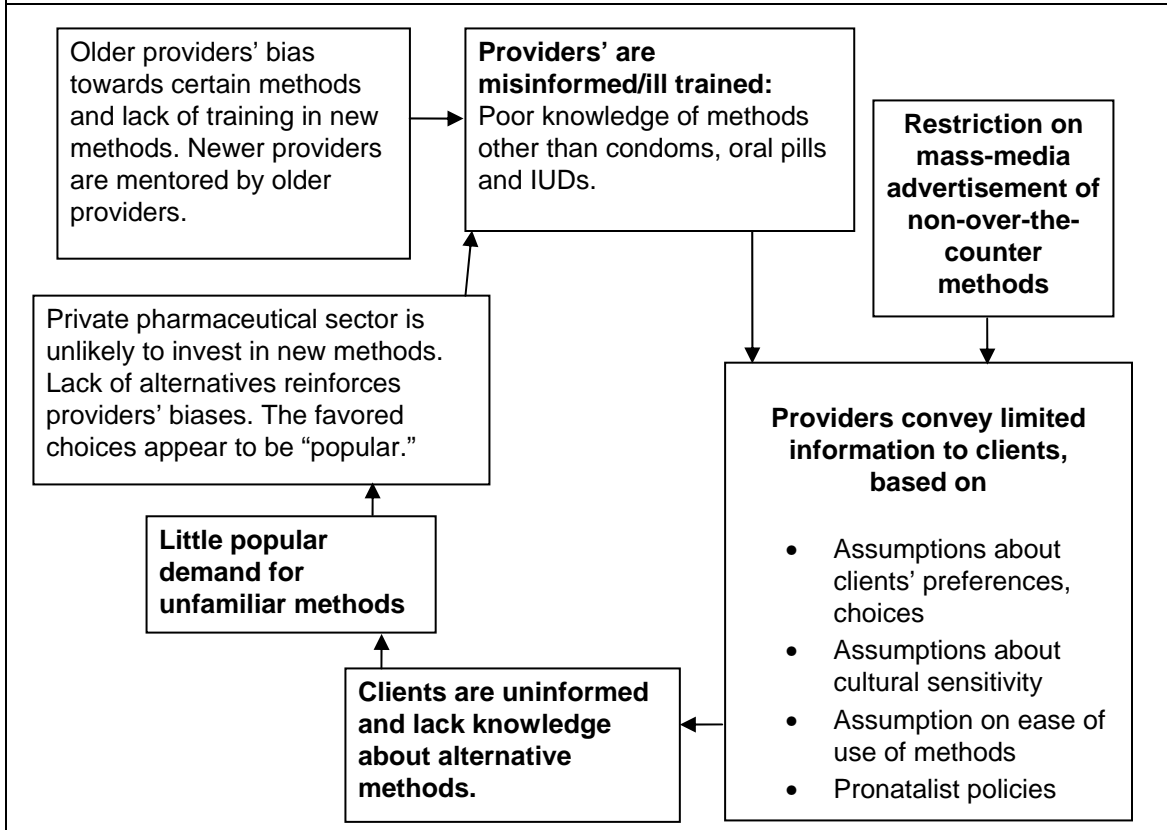 Older providers’ bias
towards certain methods
and lack of training in new
methods. Newer providers
are mentored by older
providers.
Providers’ are
misinformed/ill trained:
Poor knowledge of methods
other than condoms, oral pills
and IUDs.
Restriction on
mass-media
advertisement of
non-over-the-
counter
methods
Private pharmaceutical sector is
unlikely to invest in new methods.
Lack of alternatives reinforces
providers’ biases. The favored
choices appear to be “popular.”
Providers convey limited
information to clients,
based on
• Assumptions about
clients’ preferences,
choices
• Assumptions about
cultural sensitivity
• Assumption on ease of
use of methods
• Pronatalist policies
Little popular
demand for
unfamiliar methods
Clients are uninformed
and lack knowledge
about alternative
methods.